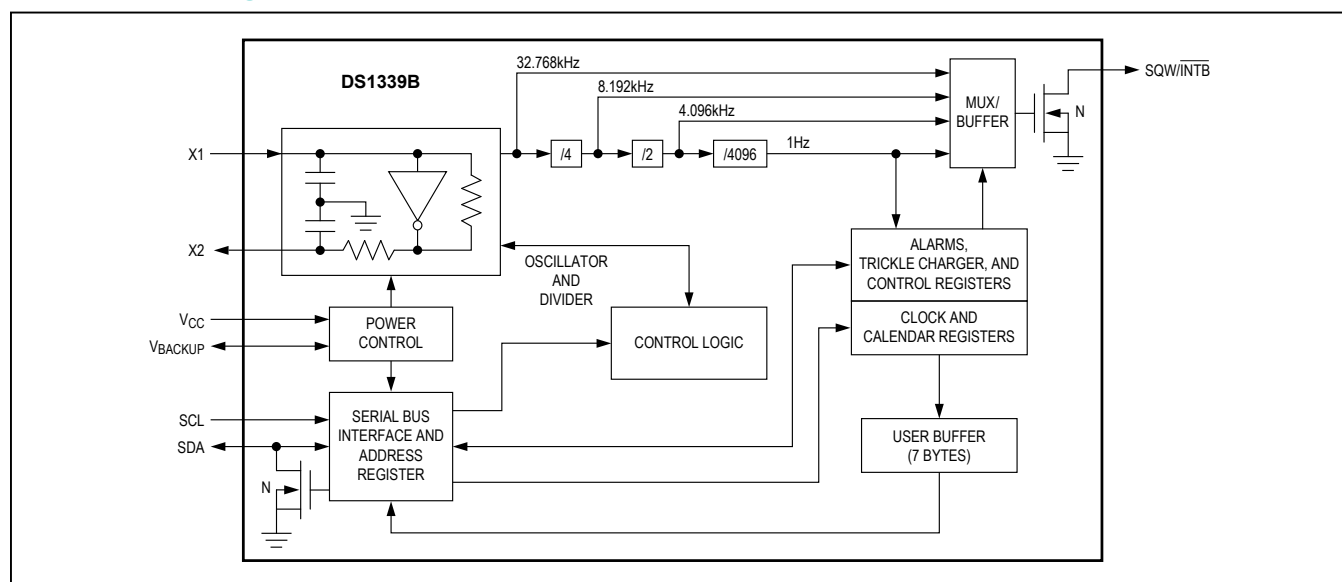 DS1339B
32.768kHz
8.192kHz
4.096kHz
MUX/
BUFFER
SQW/INTB
N
X1
/4
/2
/4096
1Hz
X2
OSCILLATOR
AND
DIVIDER
ALARMS,
TRICKLE CHARGER, AND
CONTROL REGISTERS
VCC
VBACKUP
POWER
CONTROL
CONTROL LOGIC
CLOCK AND
CALENDAR REGISTERS
SCL
SDA
SERIAL BUS
INTERFACE AND
ADDRESS
REGISTER
USER BUFFER
(7 BYTES)
N